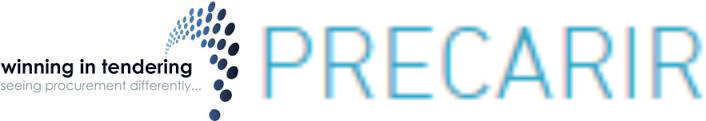 winning in tendering
seeing procurement differently...
PRECARIR